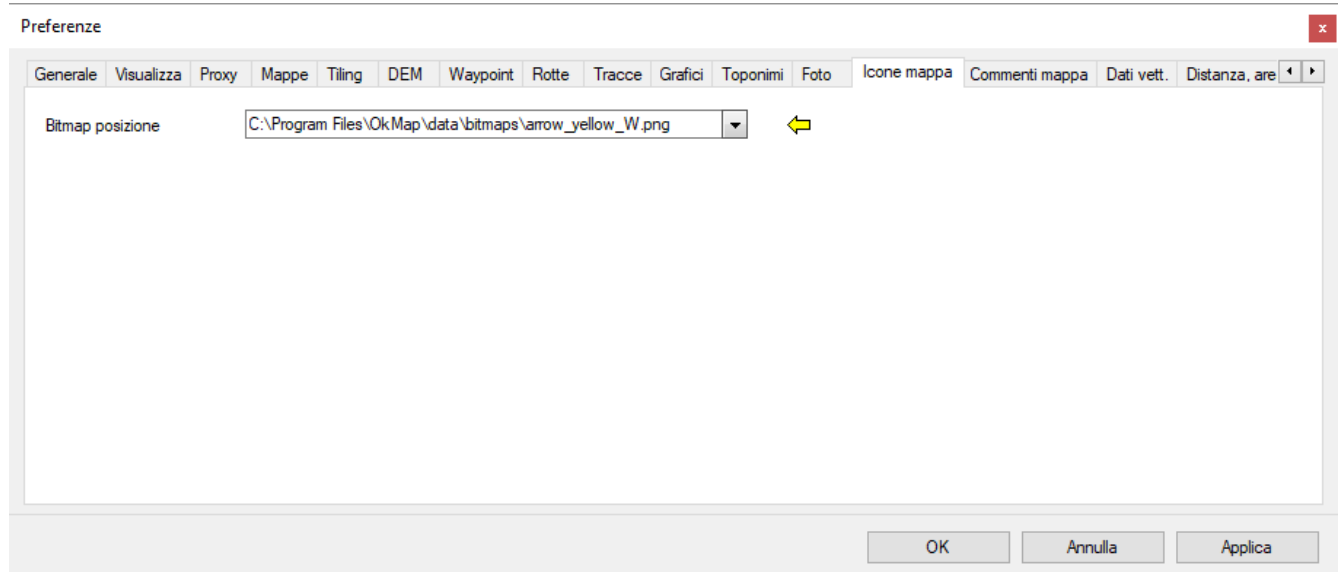 Preferenze
x
Generale Visualizza Proxy Mappe Tiling DEM Waypoint Rotte Tracce Grafici Toponimi Foto Icone mappa Commenti mappa Dati vett. Distanza, are
Bitmap posizione C:\Program Files\OkMap\data\bitmaps\arrow_yellow_W.png
OK Annulla Applica